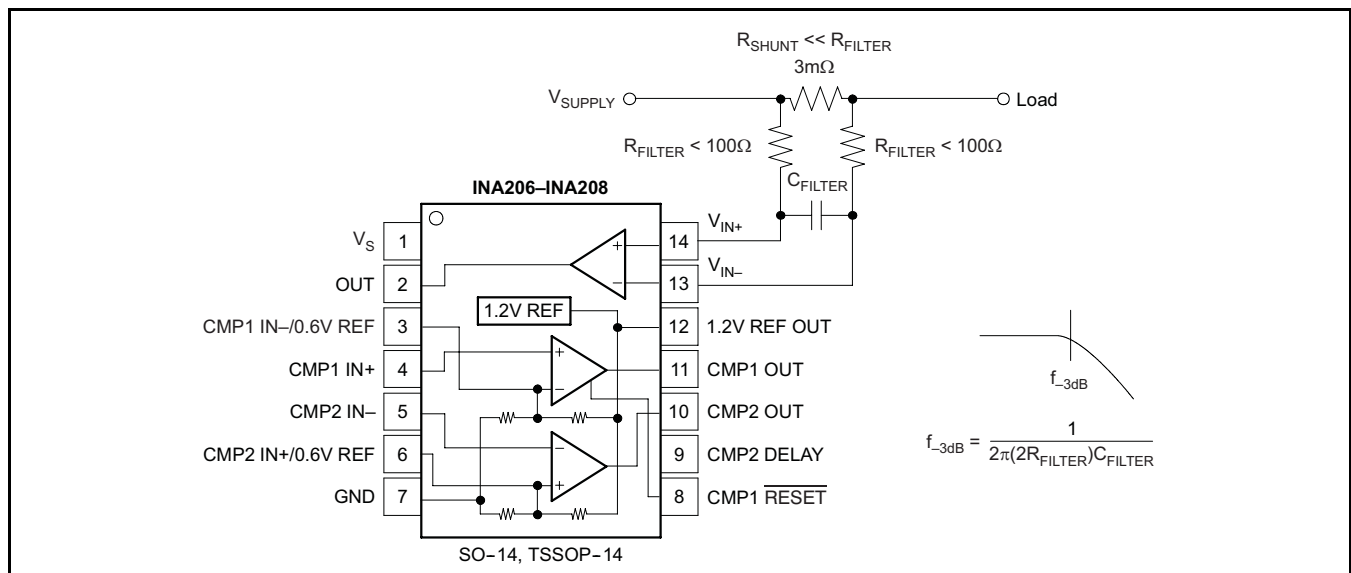 R_SHUNT << R_FILTER
3mΩ
V_SUPPLY
Load
R_FILTER < 100Ω
R_FILTER < 100Ω
C_FILTER
INA206–INA208
V_S
1
OUT
2
CMP1 IN–/0.6V REF
3
CMP1 IN+
4
CMP2 IN–
5
CMP2 IN+/0.6V REF
6
GND
7
+
–
1.2V REF
+
–
–
+
14
V_IN+
13
V_IN–
12
1.2V REF OUT
11
CMP1 OUT
10
CMP2 OUT
9
CMP2 DELAY
8
CMP1 R̅E̅S̅E̅T̅
SO–14, TSSOP–14
f_–3dB
f_–3dB = 1 / 2π(2R_FILTER)C_FILTER